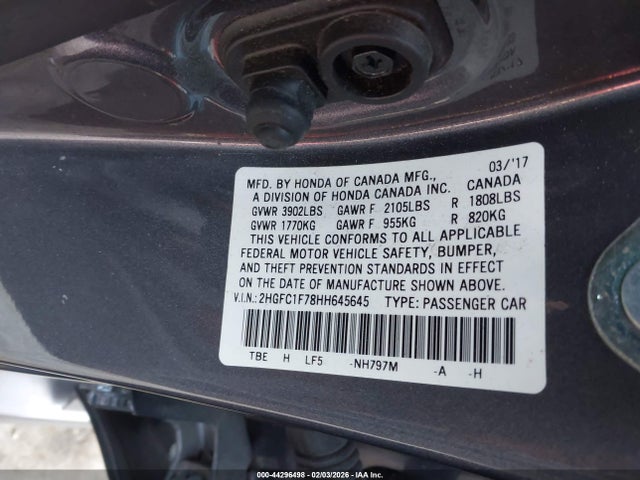 MFD. BY HONDA OF CANADA MFG., 03/'17
A DIVISION OF HONDA CANADA INC. CANADA
GVWR 3902LBS GAWR F 2105LBS R 1808LBS
GVWR 1770KG GAWR F 955KG R 820KG
THIS VEHICLE CONFORMS TO ALL APPLICABLE
FEDERAL MOTOR VEHICLE SAFETY, BUMPER,
AND THEFT PREVENTION STANDARDS IN EFFECT
ON THE DATE OF MANUFACTURE SHOWN ABOVE.
V.I.N.: 2HGFC1F78HH645645 TYPE: PASSENGER CAR
TBE H LF5 -NH797M -A -H
000-44296498 - 02/03/2026 - IAAI.COM